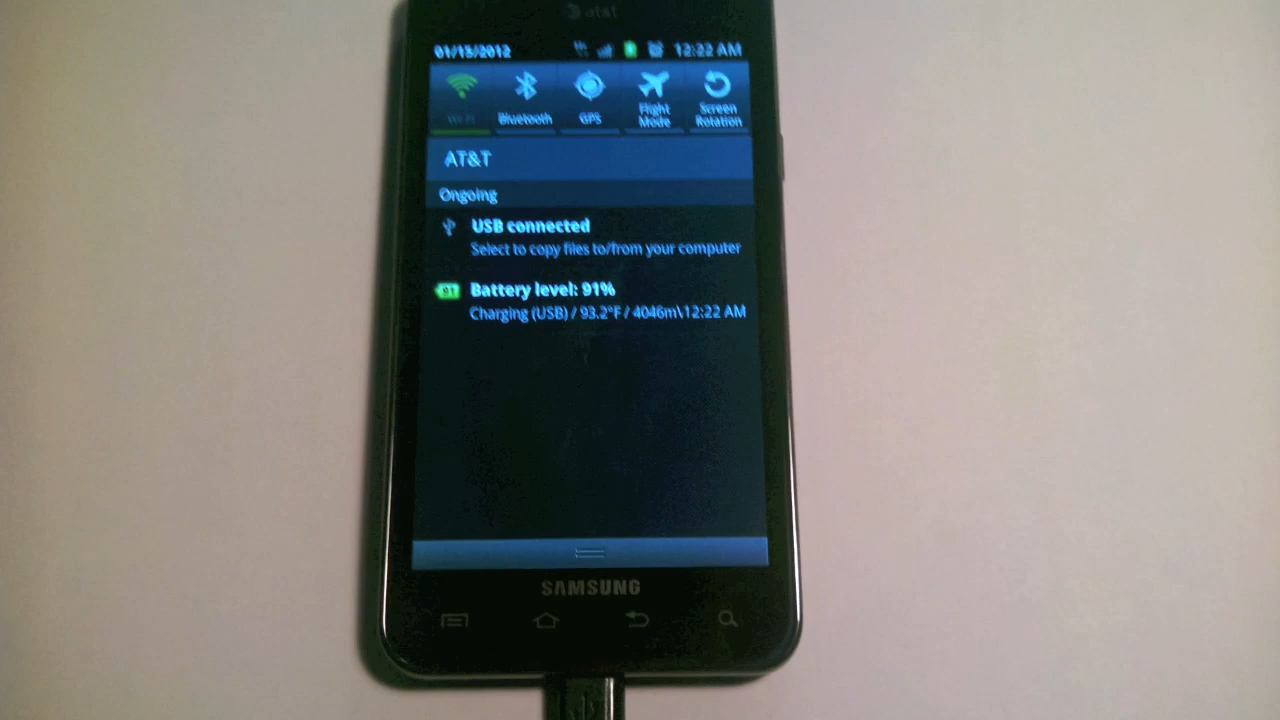 at&t
01/15/2012 12:22 AM
Wi-Fi Bluetooth GPS Flight Mode Screen Rotation
AT&T
Ongoing
USB connected
Select to copy files to/from your computer
91 Battery level: 91%
Charging (USB) / 93.2°F / 4046m\12:22 AM
SAMSUNG